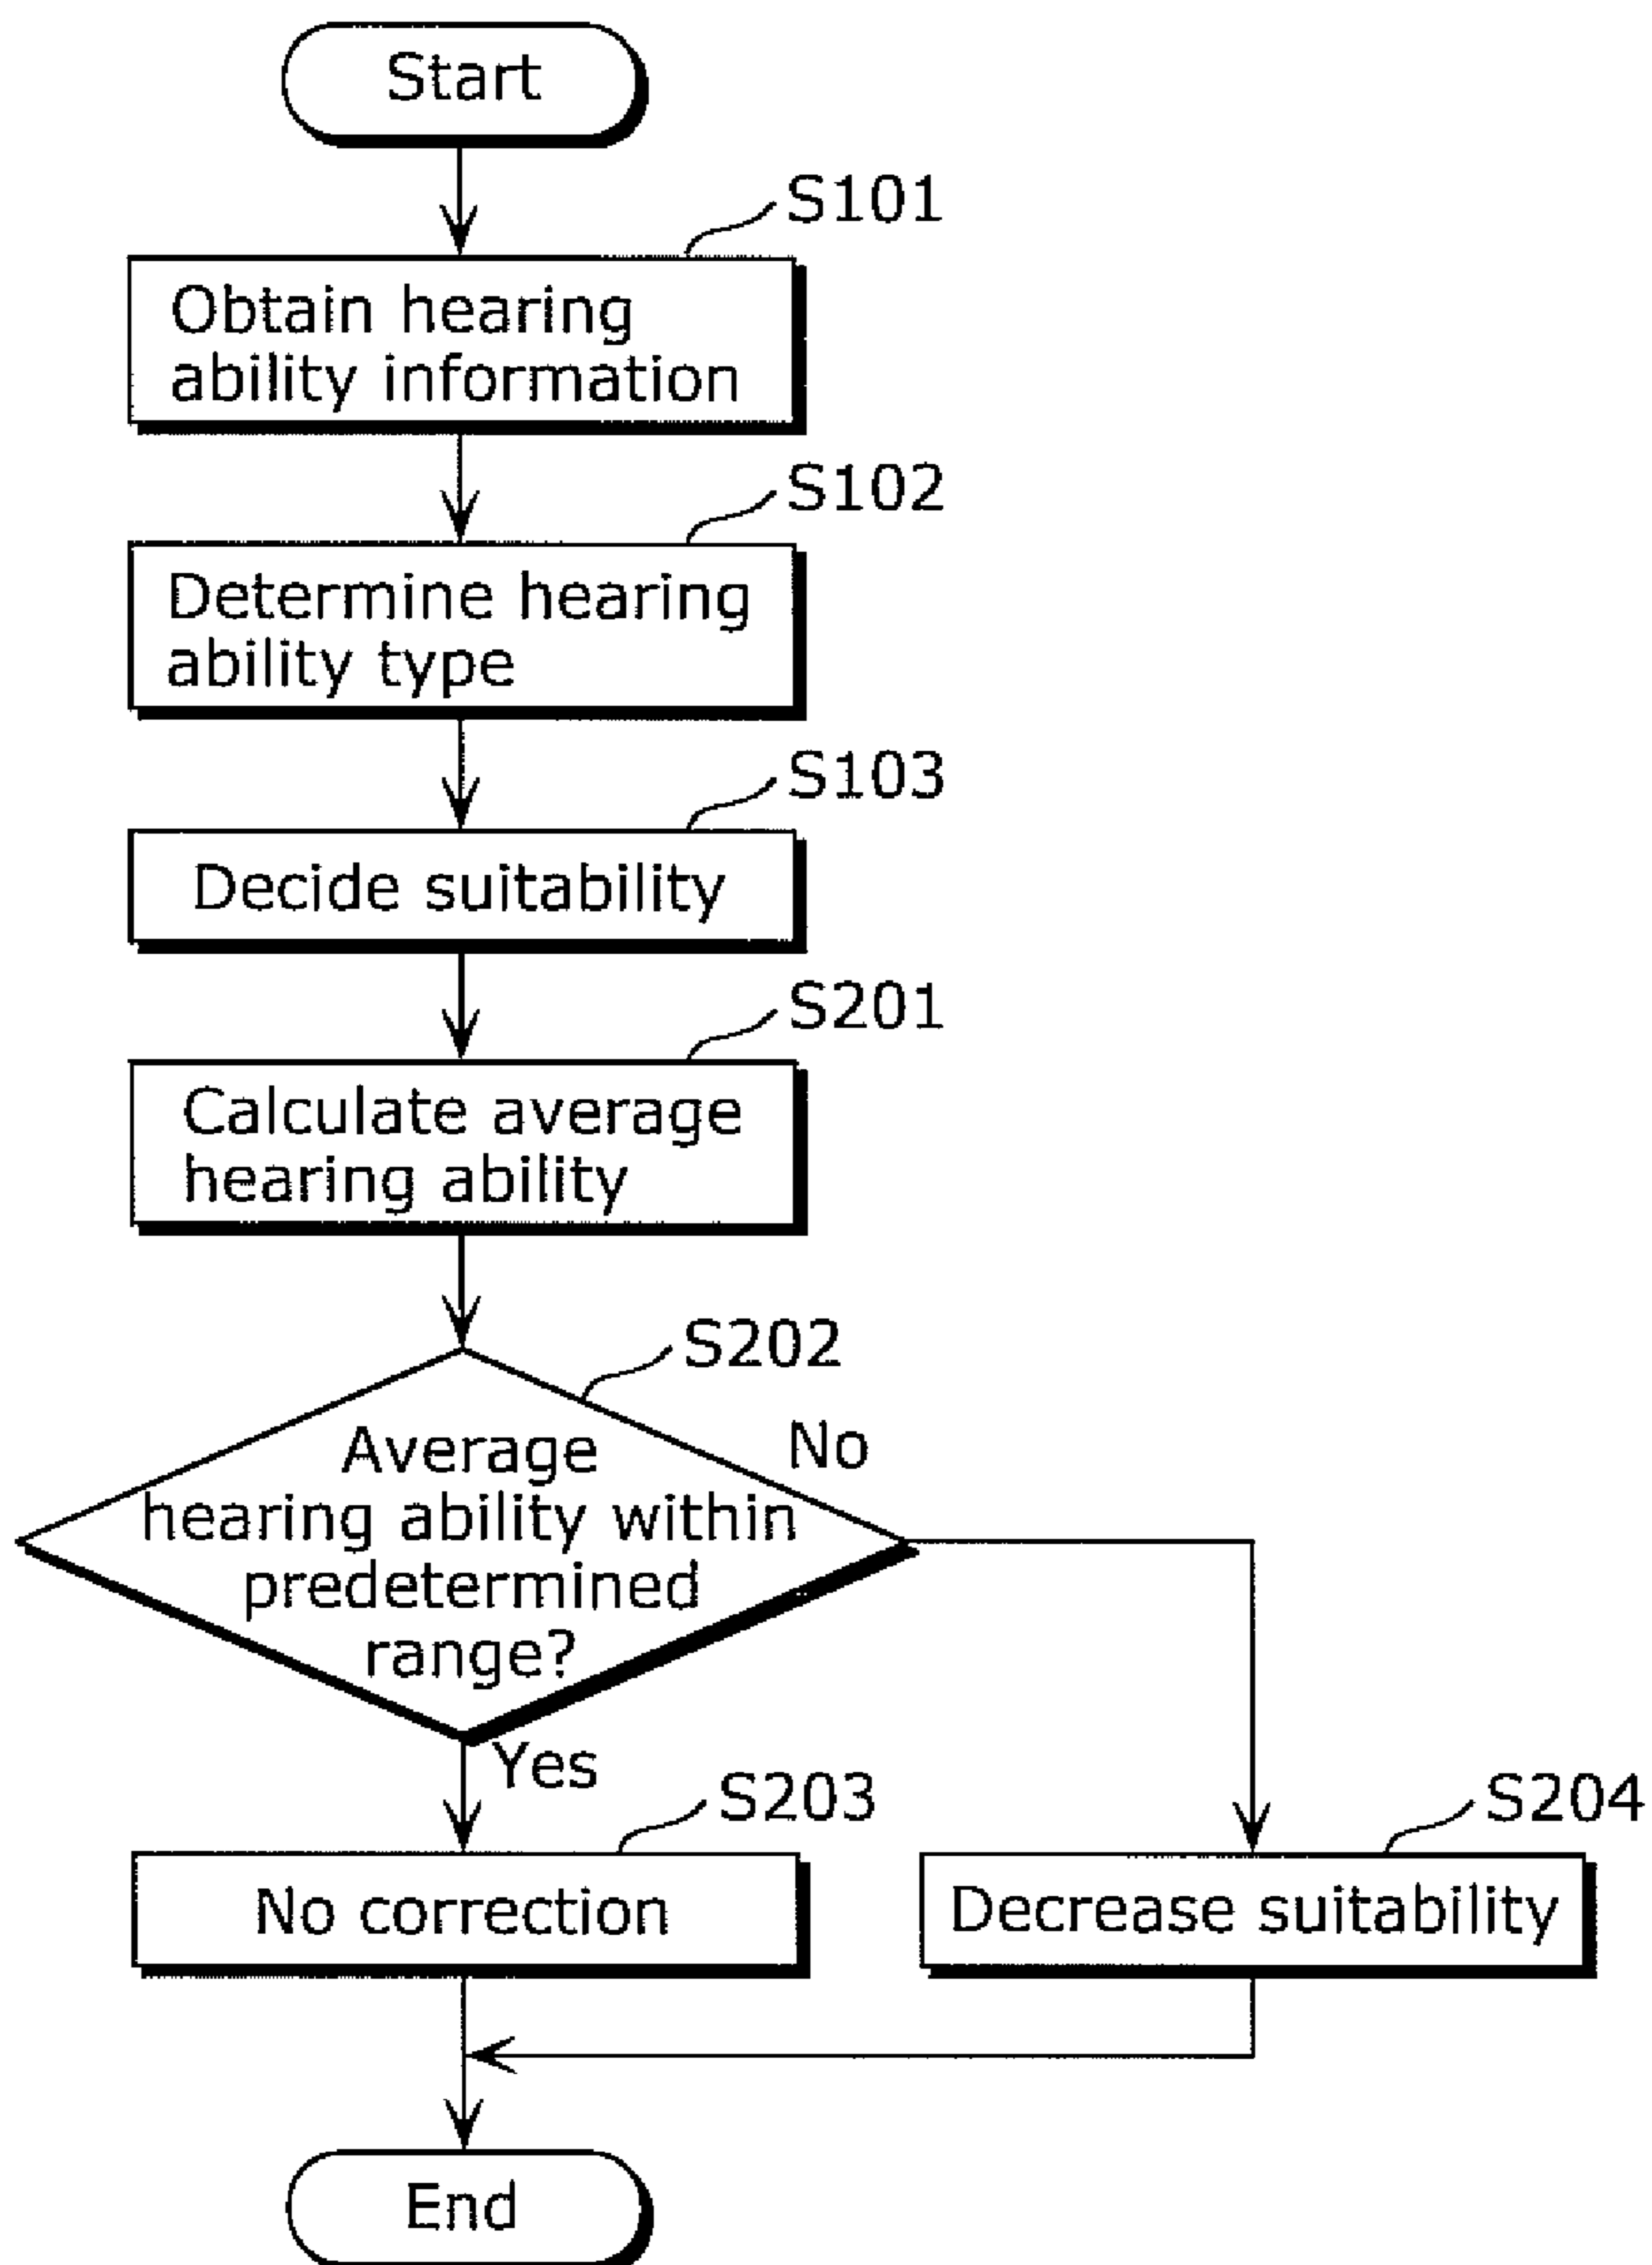 Start
S101
Obtain hearing
ability information
S102
Determine hearing
ability type
S103
Decide suitability
S201
Calculate average
hearing ability
S202
Average
hearing ability within
predetermined
range?
No
Yes
S203
No correction
S204
Decrease suitability
End